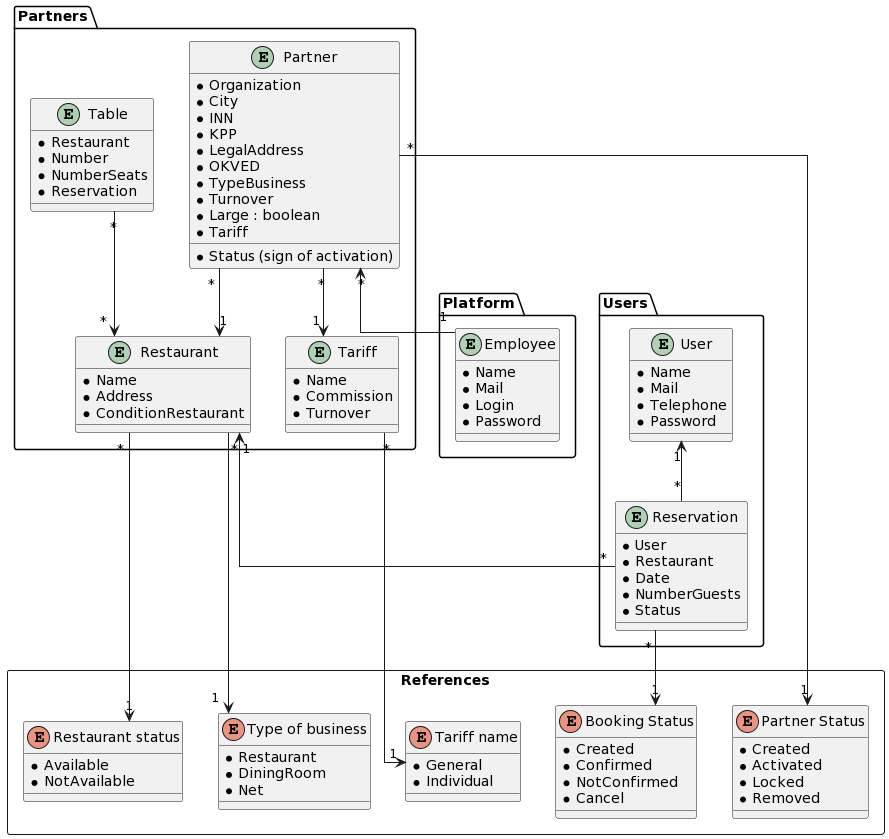 Partners
E Partner
Organization
City
INN
KPP
LegalAddress
OKVED
TypeBusiness
Turnover
Large : boolean
Tariff
Status (sign of activation)
E Table
Restaurant
Number
NumberSeats
Reservation
*
*
*
*
*
*
1
1
E Restaurant
Name
Address
ConditionRestaurant
E Tariff
Name
Commission
Turnover
Platform
1
E Employee
Name
Mail
Login
Password
Users
E User
Name
Mail
Telephone
Password
*
*
1
*
1
*
E Reservation
User
Restaurant
Date
NumberGuests
Status
*
*
References
1
1
1
1
1
E Restaurant status
Available
NotAvailable
E Type of business
Restaurant
DiningRoom
Net
E Tariff name
General
Individual
E Booking Status
Created
Confirmed
NotConfirmed
Cancel
E Partner Status
Created
Activated
Locked
Removed